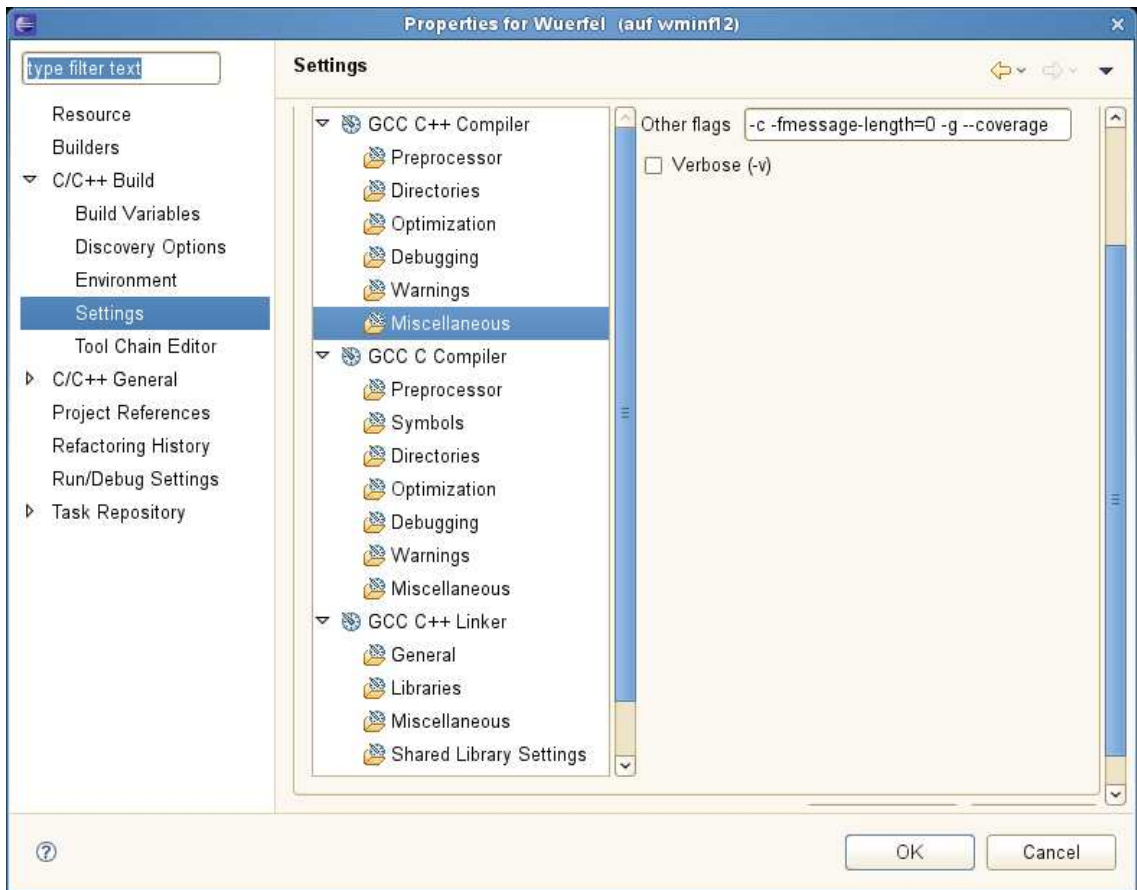 Properties for Wuerfel (auf wminf12)
type filter text
Resource
Builders
C/C++ Build
Build Variables
Discovery Options
Environment
Settings
Tool Chain Editor
C/C++ General
Project References
Refactoring History
Run/Debug Settings
Task Repository
Settings
GCC C++ Compiler
Preprocessor
Directories
Optimization
Debugging
Warnings
Miscellaneous
GCC C Compiler
Preprocessor
Symbols
Directories
Optimization
Debugging
Warnings
Miscellaneous
GCC C++ Linker
General
Libraries
Miscellaneous
Shared Library Settings
Other flags -c -fmessage-length=0 -g --coverage
Verbose (-v)
OK
Cancel